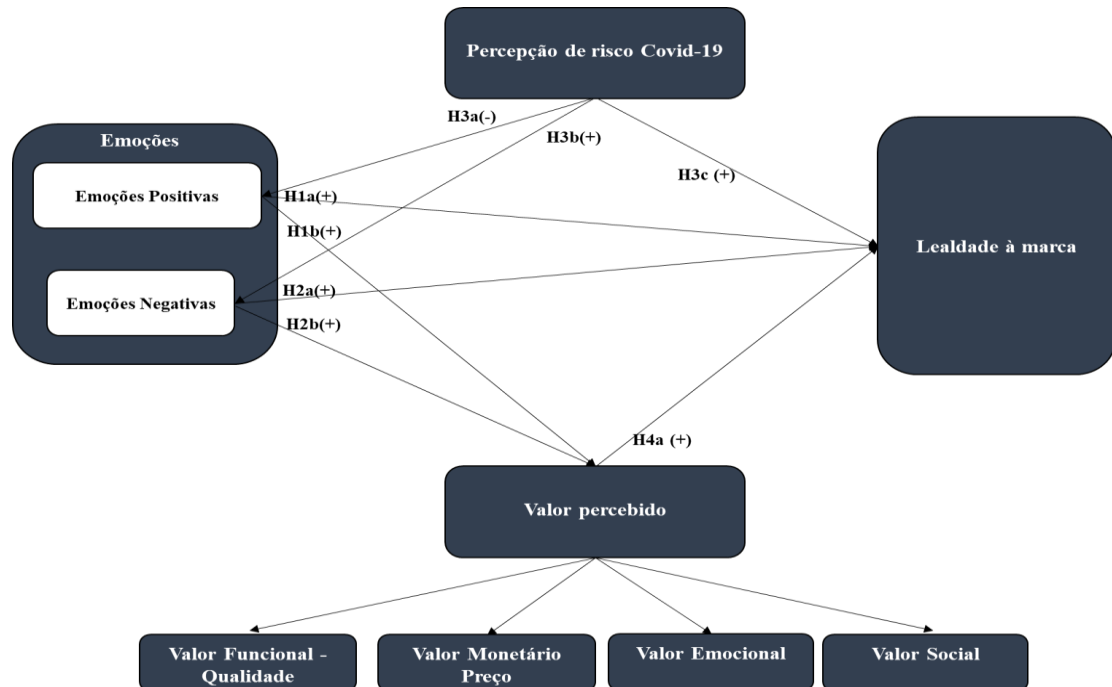 Percepção de risco Covid-19
H3a(-)
H3b(+)
H3c (+)
Emoções
Emoções Positivas
H1a(+)
H1b(+)
Lealdade à marca
Emoções Negativas
H2a(+)
H2b(+)
H4a (+)
Valor percebido
Valor Funcional -
Qualidade
Valor Monetário
Preço
Valor Emocional
Valor Social